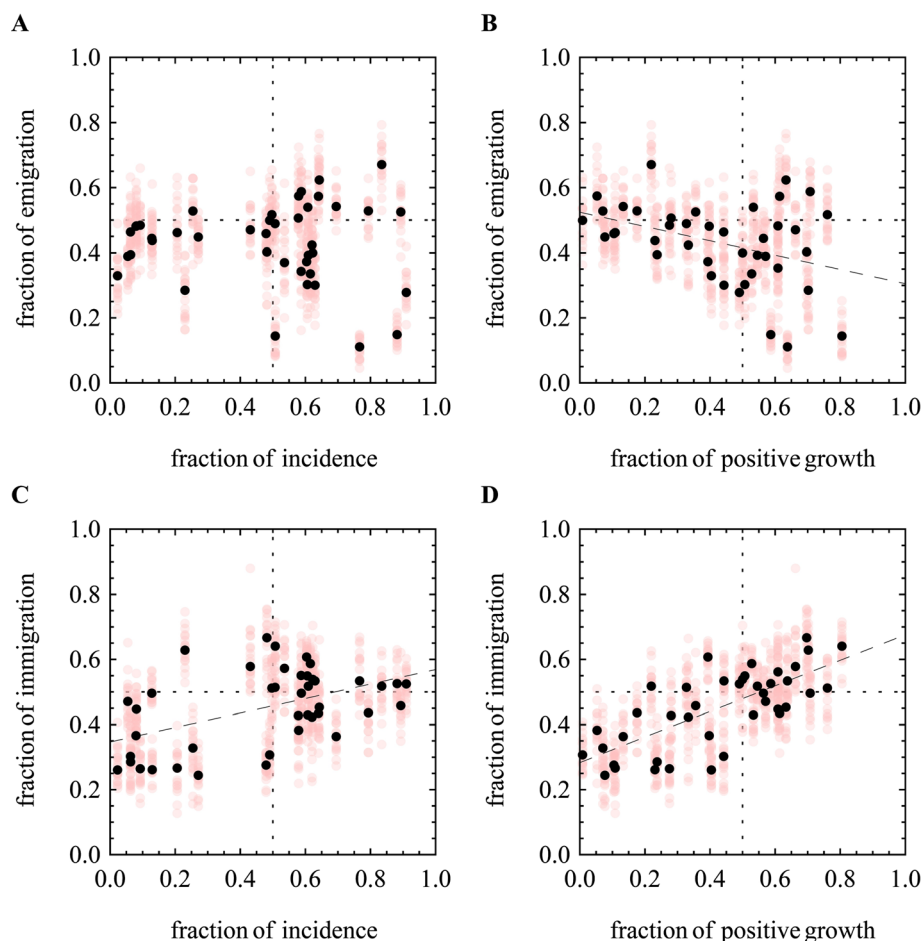 A
B
1.0
0.8
0.6
0.4
0.2
0.0
fraction of emigration
0.0 0.2 0.4 0.6 0.8 1.0
fraction of incidence
1.0
0.8
0.6
0.4
0.2
0.0
fraction of emigration
0.0 0.2 0.4 0.6 0.8 1.0
fraction of positive growth
C
D
1.0
0.8
0.6
0.4
0.2
0.0
fraction of immigration
0.0 0.2 0.4 0.6 0.8 1.0
fraction of incidence
1.0
0.8
0.6
0.4
0.2
0.0
fraction of immigration
0.0 0.2 0.4 0.6 0.8 1.0
fraction of positive growth